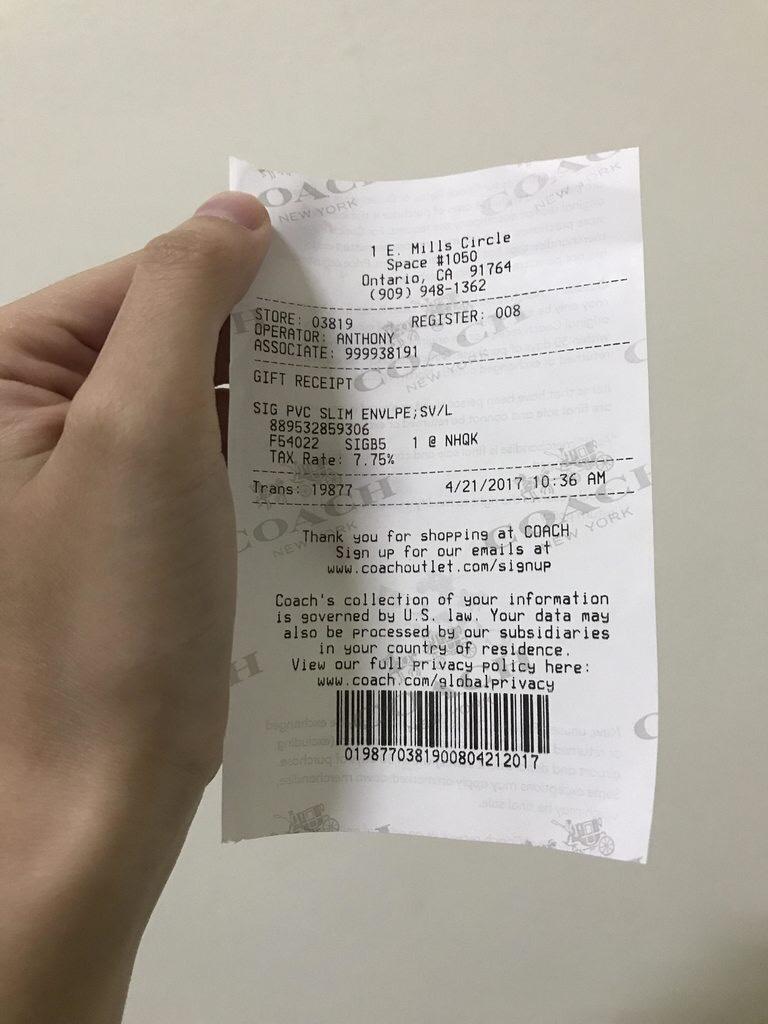 COACH
NEW YORK
1 E. Mills Circle
Space #1050
Ontario, CA 91764
(909) 948-1362
STORE: 03819 REGISTER: 008
OPERATOR: ANTHONY
ASSOCIATE: 999938191
GIFT RECEIPT
SIG PVC SLIM ENVLPE;SV/L
889532859306
F54022 SIGB5 1 @ NHQK
TAX Rate: 7.75%
Trans: 19877 4/21/2017 10:36 AM
Thank you for shopping at COACH
Sign up for our emails at
www.coachoutlet.com/signup
Coach's collection of your information
is governed by U.S. law. Your data may
also be processed by our subsidiaries
in your country of residence.
View our full privacy policy here:
www.coach.com/globalprivacy
0198770381900804212017